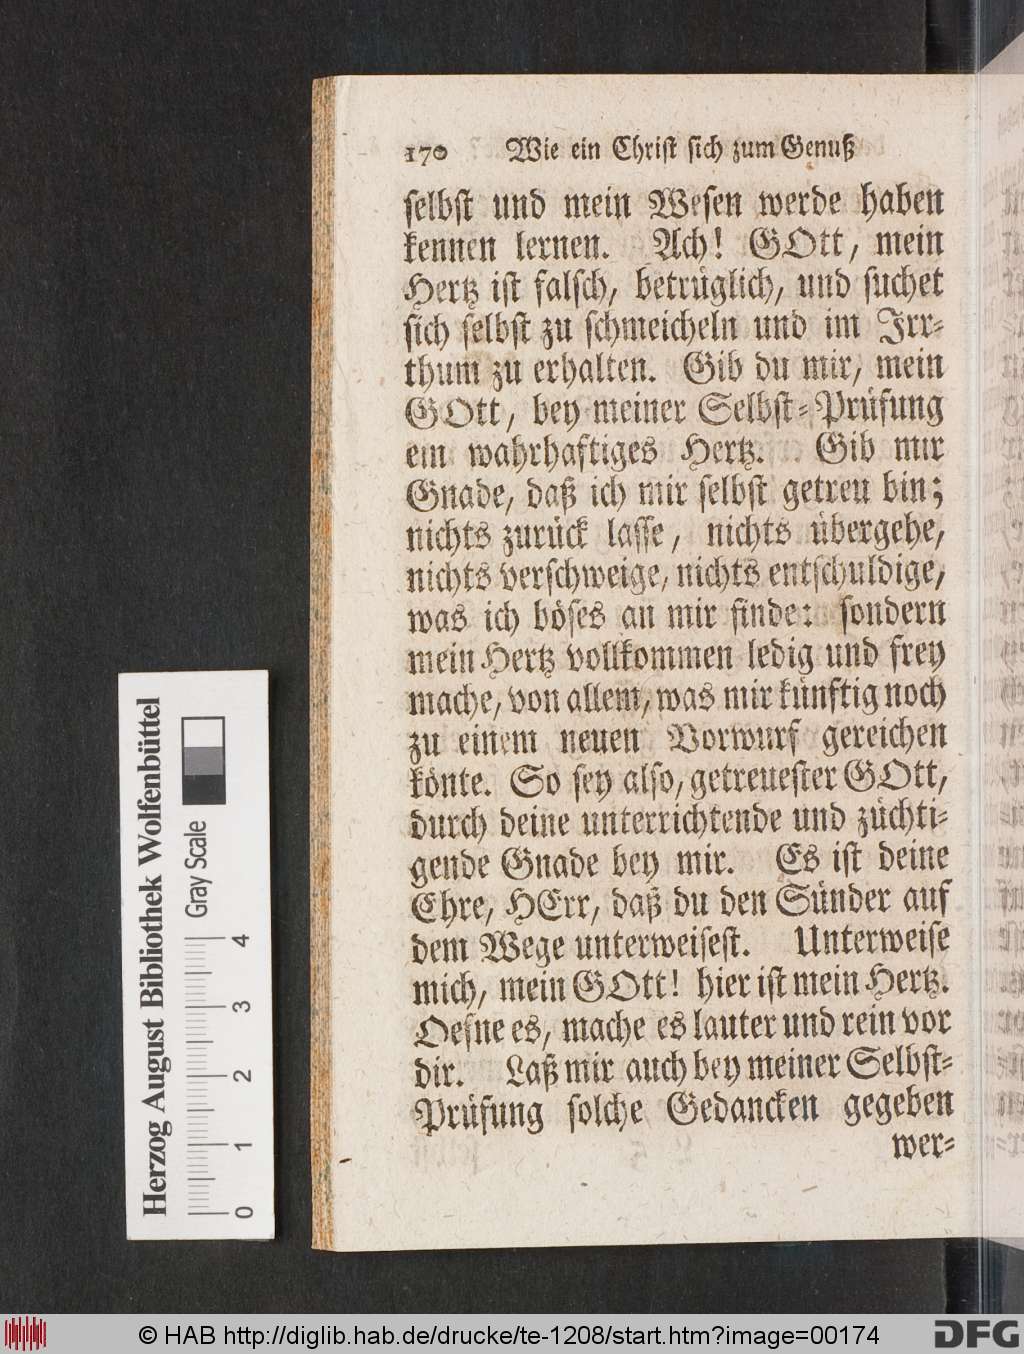 170 Wie ein Christ sich zum Genuß
selbst und mein Wesen werde haben
kennen lernen. Ach! GOtt, mein
Hertz ist falsch, betrüglich, und suchet
sich selbst zu schmeicheln und im Irr-
thum zu erhalten. Gib du mir, mein
GOtt, bey meiner Selbst-Prüfung
ein wahrhaftiges Hertz. Gib mir
Gnade, daß ich mir selbst getreu bin;
nichts zurück lasse, nichts übergehe,
nichts verschweige, nichts entschuldige,
was ich böses an mir finde: sondern
mein Hertz vollkommen ledig und frey
mache, von allem, was mir künftig noch
zu einem neuen Vorwurf gereichen
könte. So sey also, getreuester GOtt,
durch deine unterrichtende und züchti-
gende Gnade bey mir. Es ist deine
Ehre, HErr, daß du den Sünder auf
dem Wege unterweisest. Unterweise
mich, mein GOtt! hier ist mein Hertz.
Oefne es, mache es lauter und rein vor
dir. Laß mir auch bey meiner Selbst-
Prüfung solche Gedancken gegeben
wer-
Herzog August Bibliothek Wolfenbüttel
Gray Scale
0 1 2 3 4
© HAB http://diglib.hab.de/drucke/te-1208/start.htm?image=00174
DFG